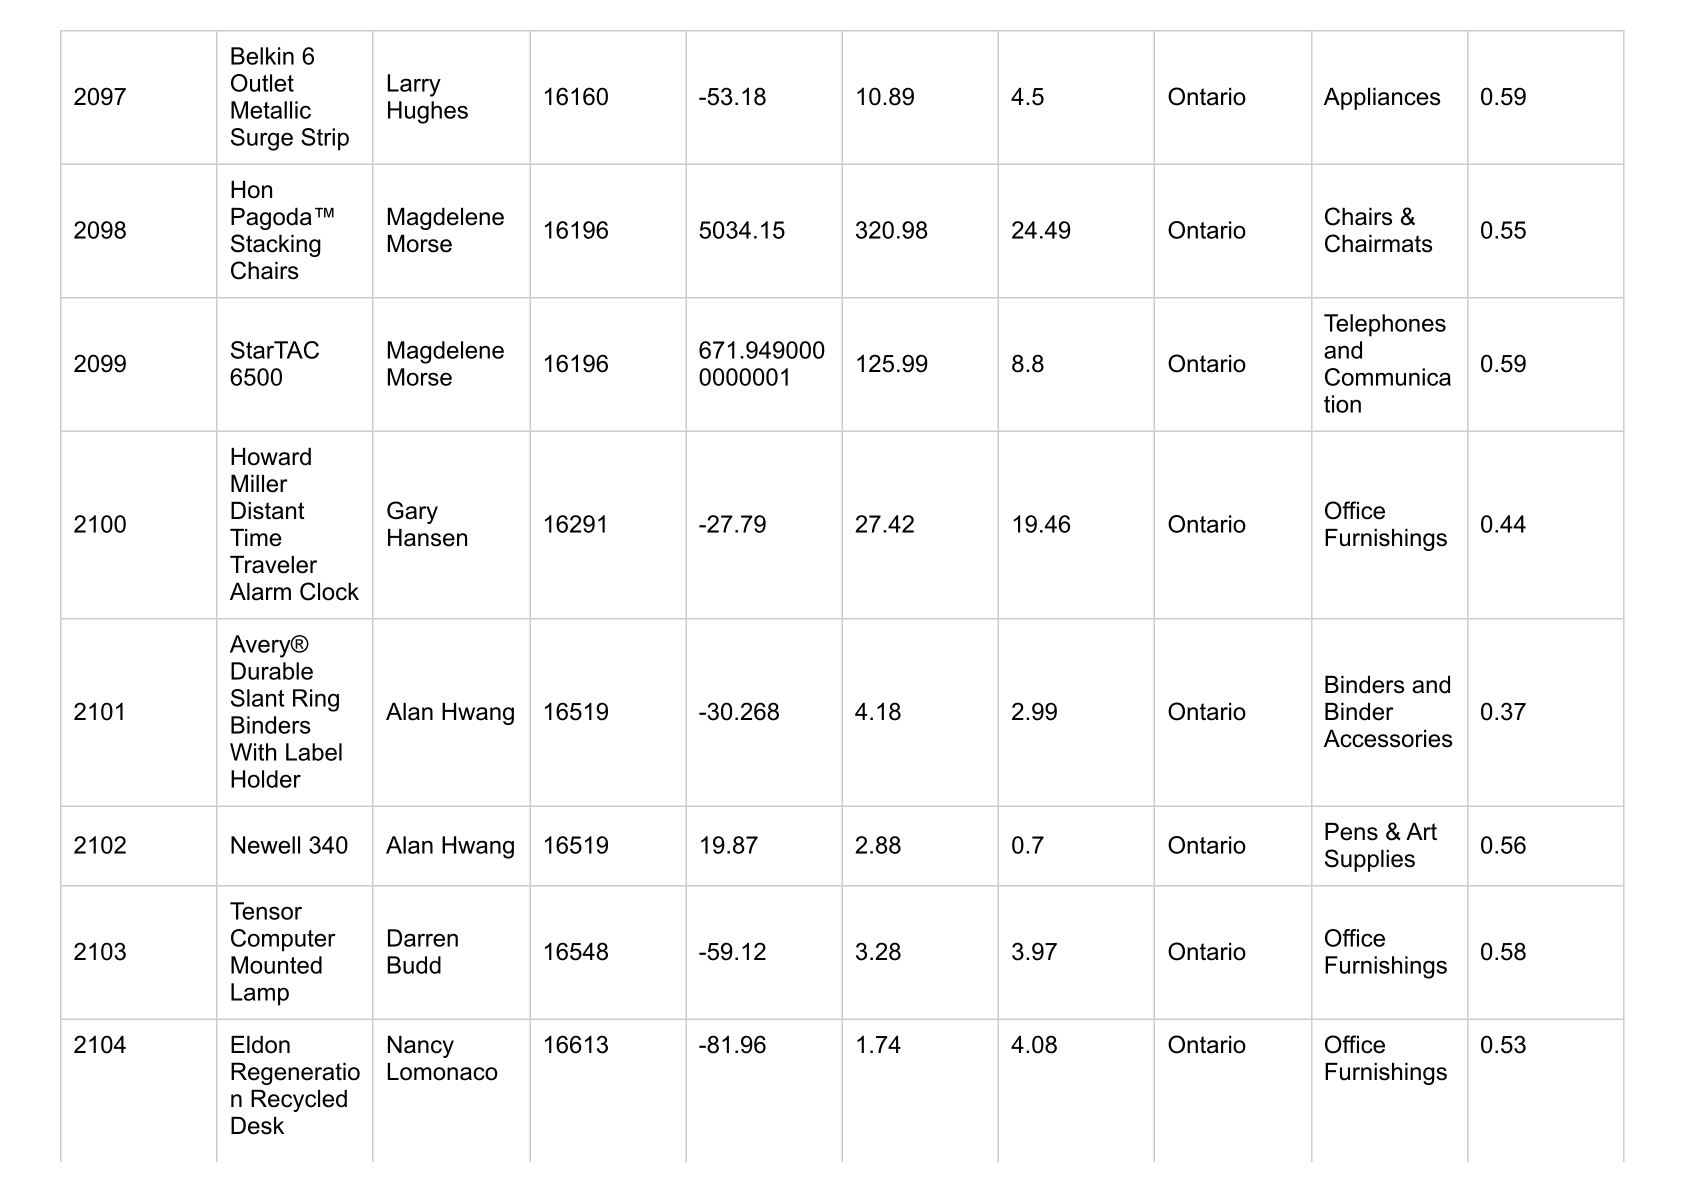 2097
Belkin 6
Outlet
Metallic
Surge Strip
Larry
Hughes
16160
-53.18
10.89
4.5
Ontario
Appliances
0.59
2098
Hon
Pagoda™
Stacking
Chairs
Magdelene
Morse
16196
5034.15
320.98
24.49
Ontario
Chairs &
Chairmats
0.55
2099
StarTAC
6500
Magdelene
Morse
16196
671.949000
0000001
125.99
8.8
Ontario
Telephones
and
Communica
tion
0.59
2100
Howard
Miller
Distant
Time
Traveler
Alarm Clock
Gary
Hansen
16291
-27.79
27.42
19.46
Ontario
Office
Furnishings
0.44
2101
Avery®
Durable
Slant Ring
Binders
With Label
Holder
Alan Hwang
16519
-30.268
4.18
2.99
Ontario
Binders and
Binder
Accessories
0.37
2102
Newell 340
Alan Hwang
16519
19.87
2.88
0.7
Ontario
Pens & Art
Supplies
0.56
2103
Tensor
Computer
Mounted
Lamp
Darren
Budd
16548
-59.12
3.28
3.97
Ontario
Office
Furnishings
0.58
2104
Eldon
Regeneratio
n Recycled
Desk
Nancy
Lomonaco
16613
-81.96
1.74
4.08
Ontario
Office
Furnishings
0.53